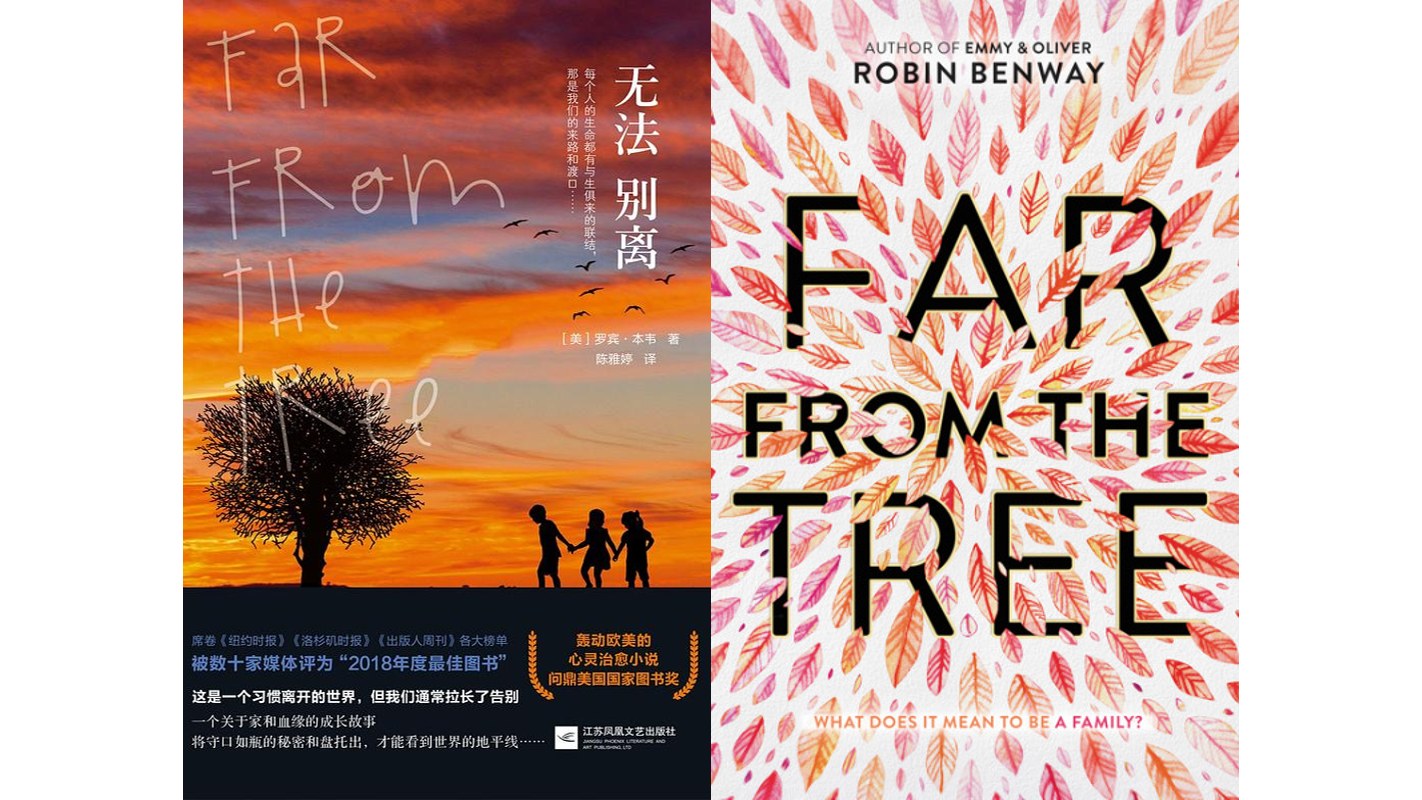 FaR
FRom
tHe
TRee
无法 别离
每个人的生命都有与生俱来的联结，
那是我们的来路和渡口……
[美] 罗宾·本韦 著
陈雅婷 译
席卷《纽约时报》《洛杉矶时报》《出版人周刊》各大榜单
被数十家媒体评为“2018年度最佳图书”
这是一个习惯离开的世界，但我们通常拉长了告别
一个关于家和血缘的成长故事
将守口如瓶的秘密和盘托出，才能看到世界的地平线……
轰动欧美的
心灵治愈小说
问鼎美国国家图书奖
江苏凤凰文艺出版社
JIANGSU PHOENIX LITERATURE AND
ART PUBLISHING, LTD
AUTHOR OF EMMY & OLIVER
ROBIN BENWAY
FAR
FROM THE
TREE
WHAT DOES IT MEAN TO BE A FAMILY?